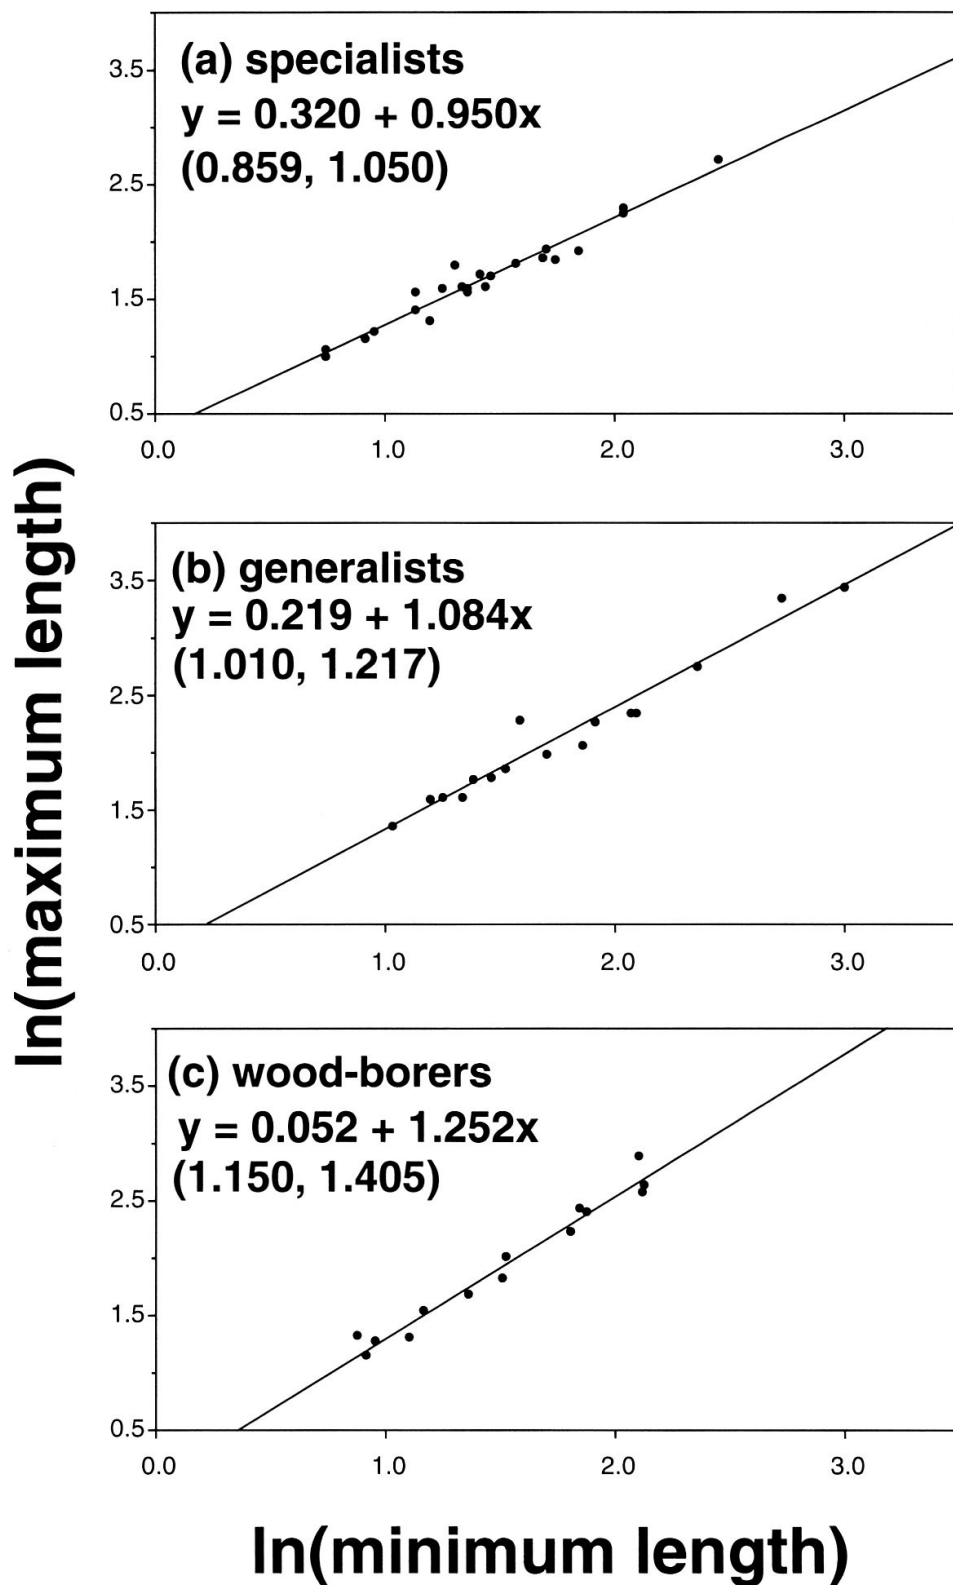 ln(maximum length)
(a) specialists
y = 0.320 + 0.950x
(0.859, 1.050)
3.5
2.5
1.5
0.5
0.0 1.0 2.0 3.0
(b) generalists
y = 0.219 + 1.084x
(1.010, 1.217)
3.5
2.5
1.5
0.5
0.0 1.0 2.0 3.0
(c) wood-borers
y = 0.052 + 1.252x
(1.150, 1.405)
3.5
2.5
1.5
0.5
0.0 1.0 2.0 3.0
ln(minimum length)